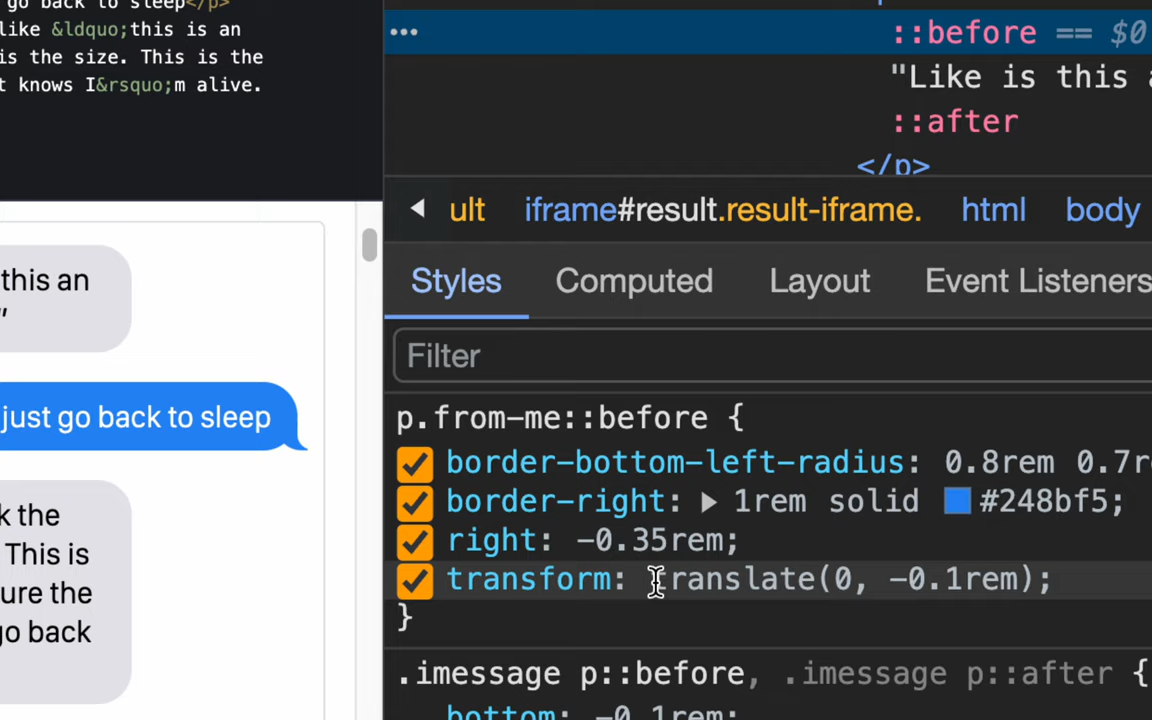 go back to sleep</p>
like &ldquo;this is an
is the size. This is the
t knows I&rsquo;m alive.
this an
"
just go back to sleep
k the
This is
ure the
go back
::before == $0
"Like is this a
::after
</p>
ult iframe#result.result-iframe. html body
Styles Computed Layout Event Listeners
Filter
p.from-me::before {
border-bottom-left-radius: 0.8rem 0.7r
border-right: 1rem solid #248bf5;
right: -0.35rem;
transform: translate(0, -0.1rem);
}
.imessage p::before, .imessage p::after {
bottom: -0.1rem;